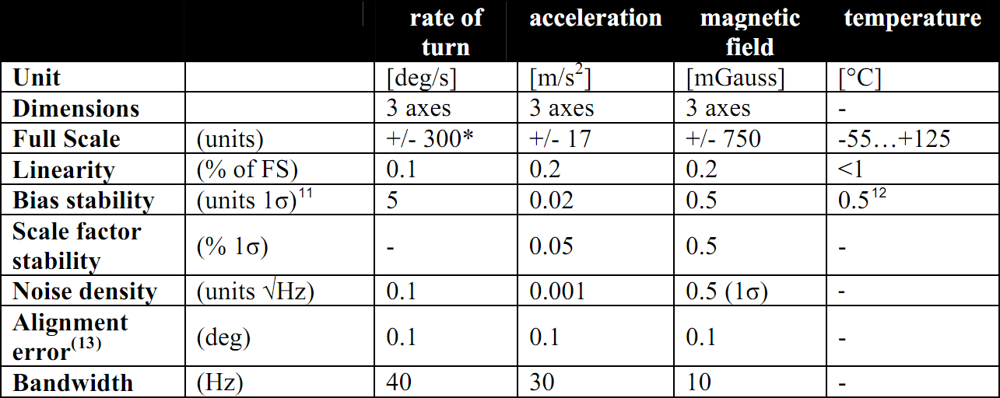 rate of turn acceleration magnetic field temperature
Unit [deg/s] [m/s²] [mGauss] [°C]
Dimensions 3 axes 3 axes 3 axes -
Full Scale (units) +/- 300* +/- 17 +/- 750 -55…+125
Linearity (% of FS) 0.1 0.2 0.2 <1
Bias stability (units 1σ)¹¹ 5 0.02 0.5 0.5¹²
Scale factor stability (% 1σ) - 0.05 0.5 -
Noise density (units √Hz) 0.1 0.001 0.5 (1σ) -
Alignment error⁽¹³⁾ (deg) 0.1 0.1 0.1 -
Bandwidth (Hz) 40 30 10 -